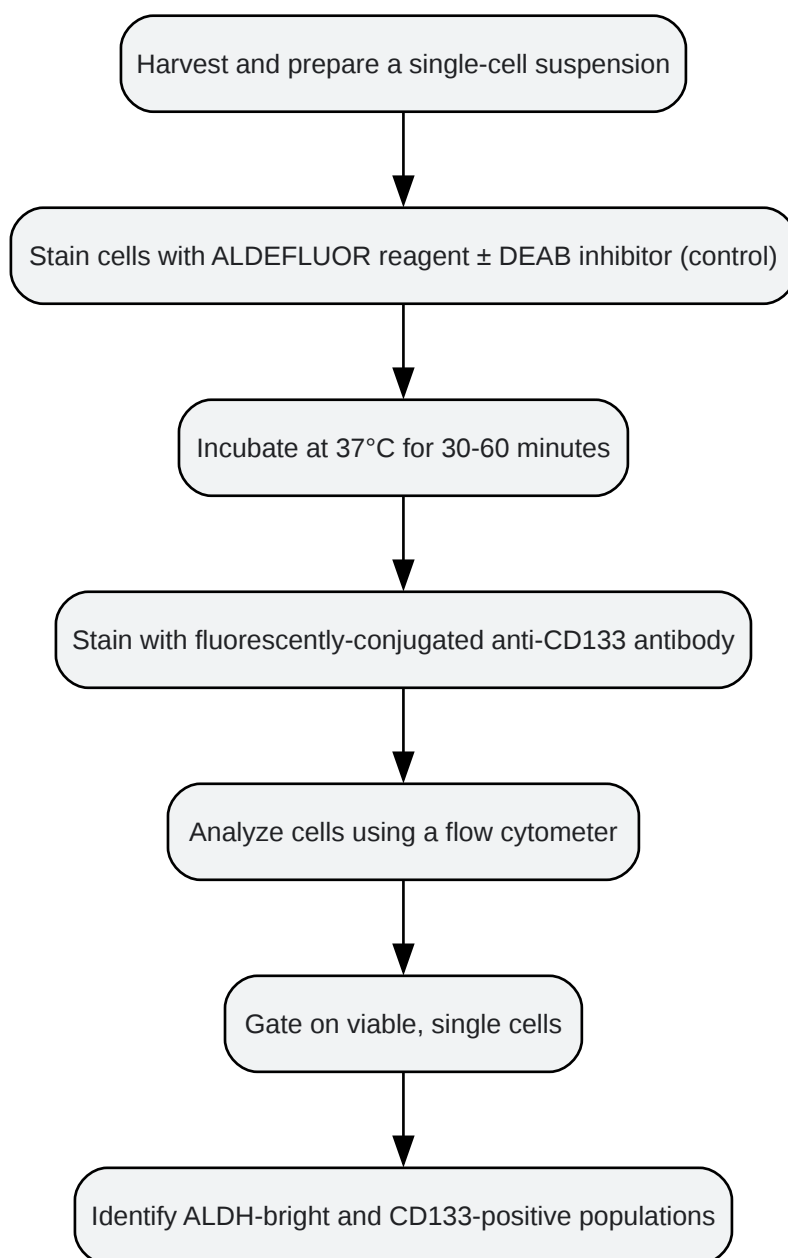 Harvest and prepare a single-cell suspension
Stain cells with ALDEFLUOR reagent ± DEAB inhibitor (control)
Incubate at 37°C for 30-60 minutes
Stain with fluorescently-conjugated anti-CD133 antibody
Analyze cells using a flow cytometer
Gate on viable, single cells
Identify ALDH-bright and CD133-positive populations